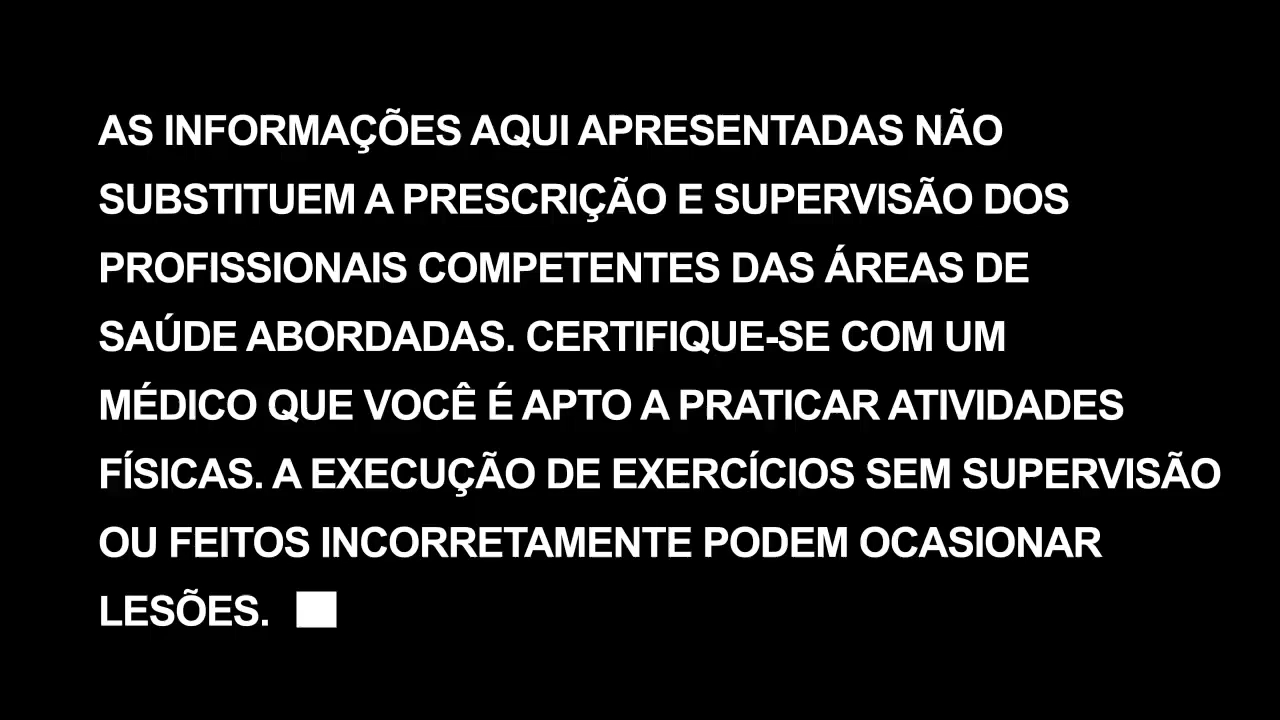 AS INFORMAÇÕES AQUI APRESENTADAS NÃO
SUBSTITUEM A PRESCRIÇÃO E SUPERVISÃO DOS
PROFISSIONAIS COMPETENTES DAS ÁREAS DE
SAÚDE ABORDADAS. CERTIFIQUE-SE COM UM
MÉDICO QUE VOCÊ É APTO A PRATICAR ATIVIDADES
FÍSICAS. A EXECUÇÃO DE EXERCÍCIOS SEM SUPERVISÃO
OU FEITOS INCORRETAMENTE PODEM OCASIONAR
LESÕES.